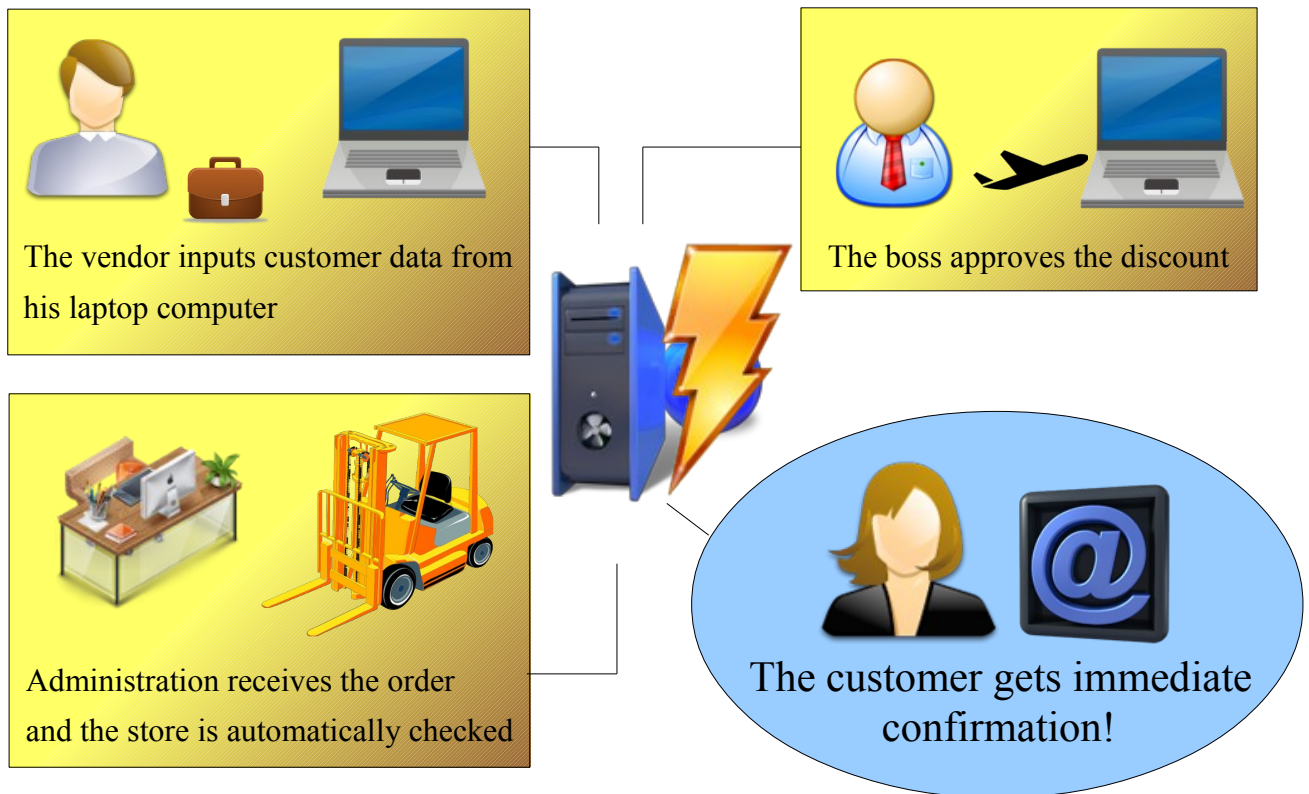 The vendor inputs customer data from
his laptop computer
The boss approves the discount
Administration receives the order
and the store is automatically checked
@
The customer gets immediate
confirmation!